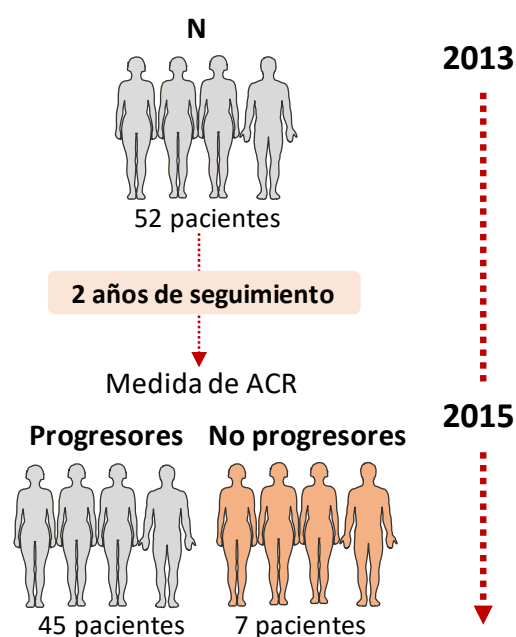 N
2013
52 pacientes
2 años de seguimiento
Medida de ACR
2015
Progresores
No progresores
45 pacientes
7 pacientes